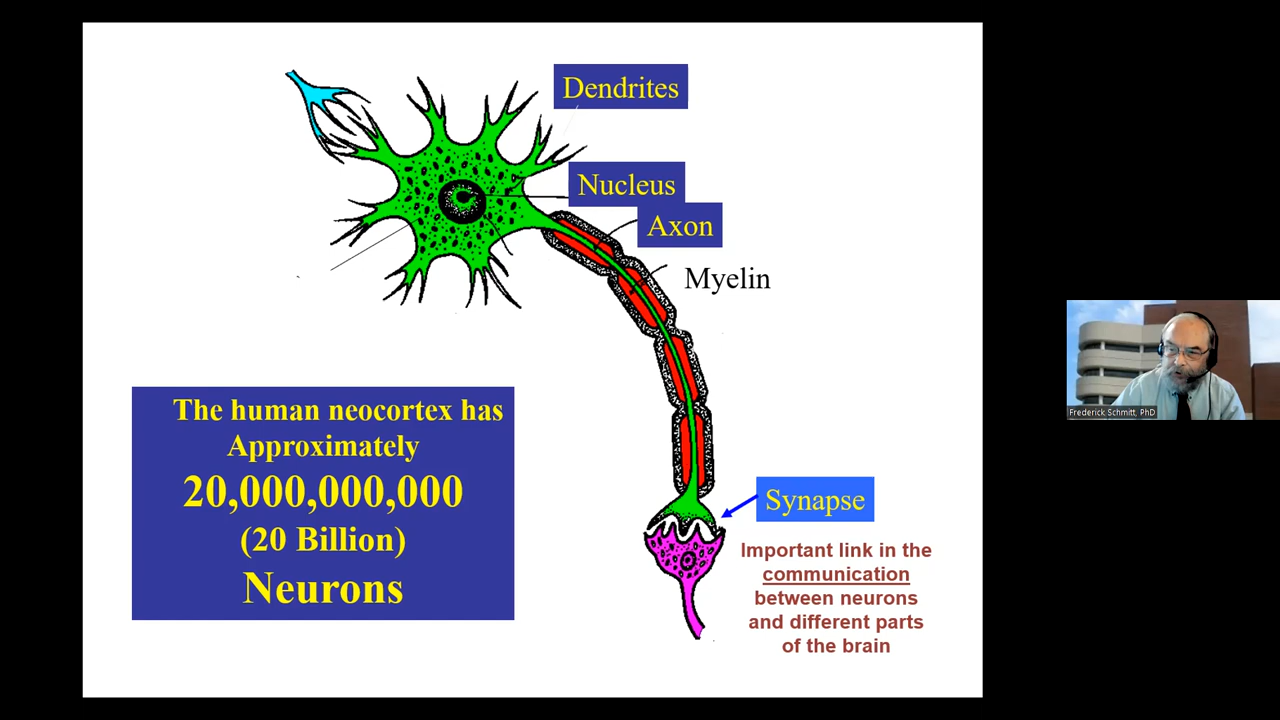 Dendrites
Nucleus
Axon
Myelin
The human neocortex has
Approximately
20,000,000,000
(20 Billion)
Neurons
Synapse
Important link in the
communication
between neurons
and different parts
of the brain
Frederick Schmitt, PhD